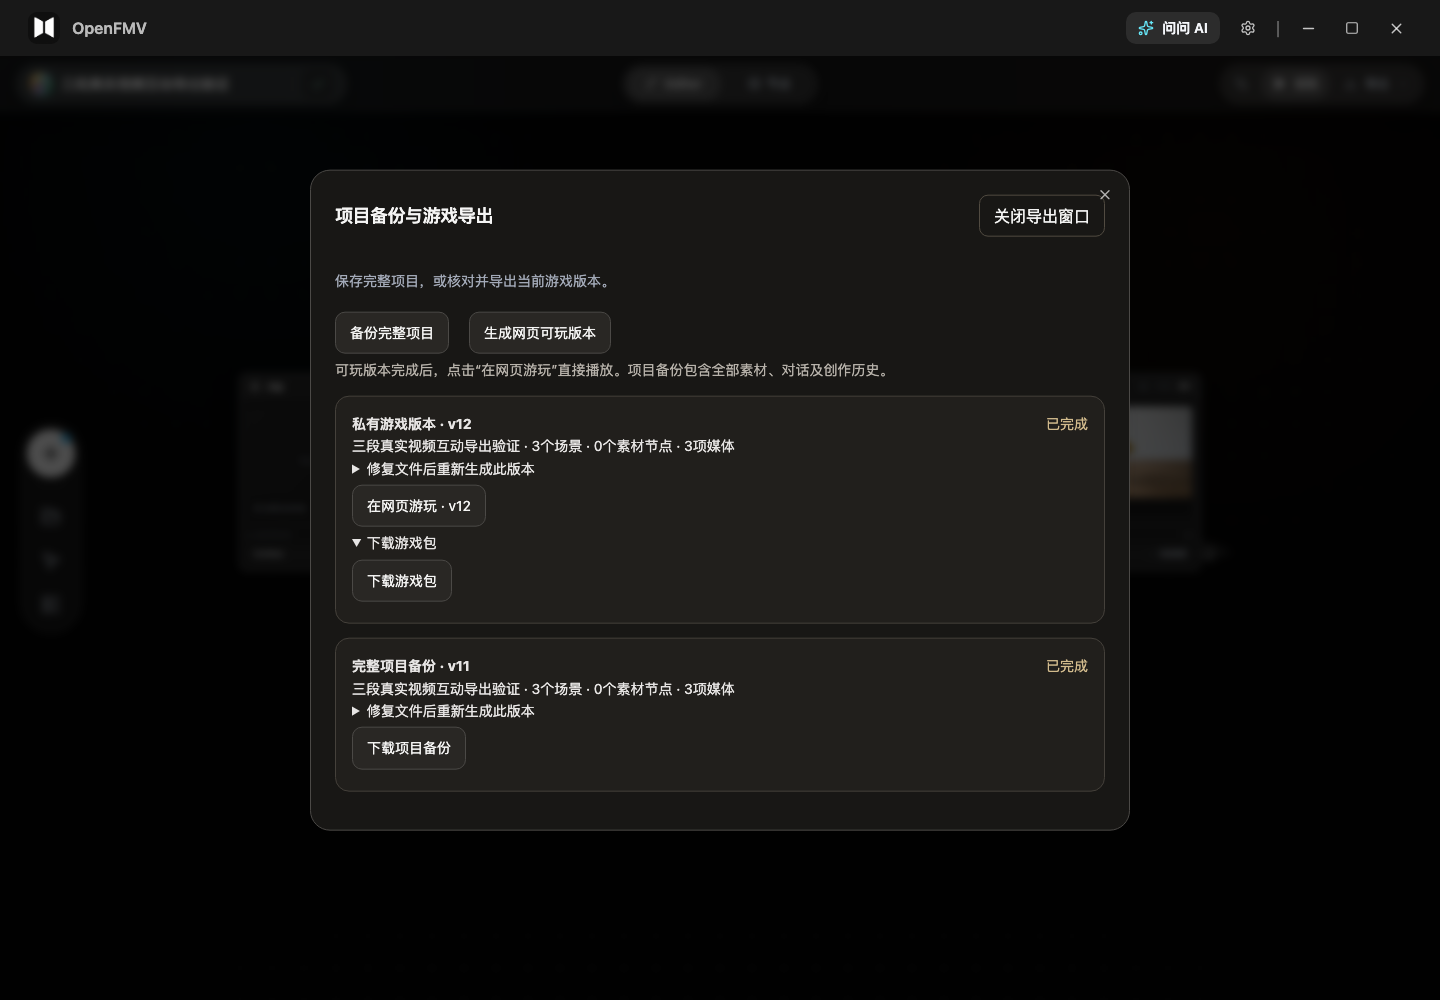 OpenFMV
问问 AI
项目备份与游戏导出
关闭导出窗口
保存完整项目，或核对并导出当前游戏版本。
备份完整项目
生成网页可玩版本
可玩版本完成后，点击“在网页游玩”直接播放。项目备份包含全部素材、对话及创作历史。
私有游戏版本 · v12
已完成
三段真实视频互动导出验证 · 3个场景 · 0个素材节点 · 3项媒体
修复文件后重新生成此版本
在网页游玩 · v12
下载游戏包
下载游戏包
完整项目备份 · v11
已完成
三段真实视频互动导出验证 · 3个场景 · 0个素材节点 · 3项媒体
修复文件后重新生成此版本
下载项目备份